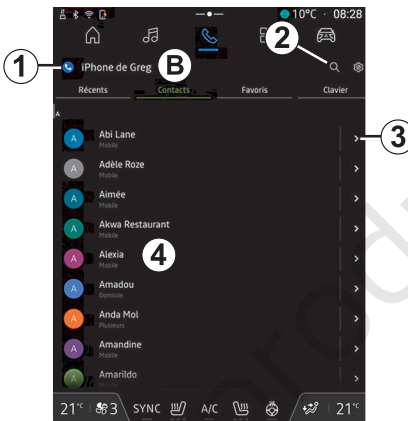 10°C · 08:28
2
1
iPhone de Greg
B
Récents Contacts Favoris Clavier
A
A Abi Lane
Mobile
3
A Adèle Roze
Mobile
A Aimée
Mobile
A Akwa Restaurant
Mobile
A Alexia
Mobile
4
A Amadou
Domicile
A Anda Mol
Plusieurs
A Amandine
Mobile
A Amarildo
Mobile
21°C 3 SYNC A/C 21°C
prod